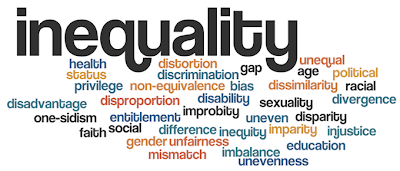 inequality
health distortion gap unequal
status discrimination age political
privilege non-equivalence bias dissimilarity racial
disadvantage disproportion disability sexuality divergence
one-sidism entitlement improbity uneven disparity
faith social difference inequity imparity injustice
gender unfairness education
mismatch imbalance
unevenness